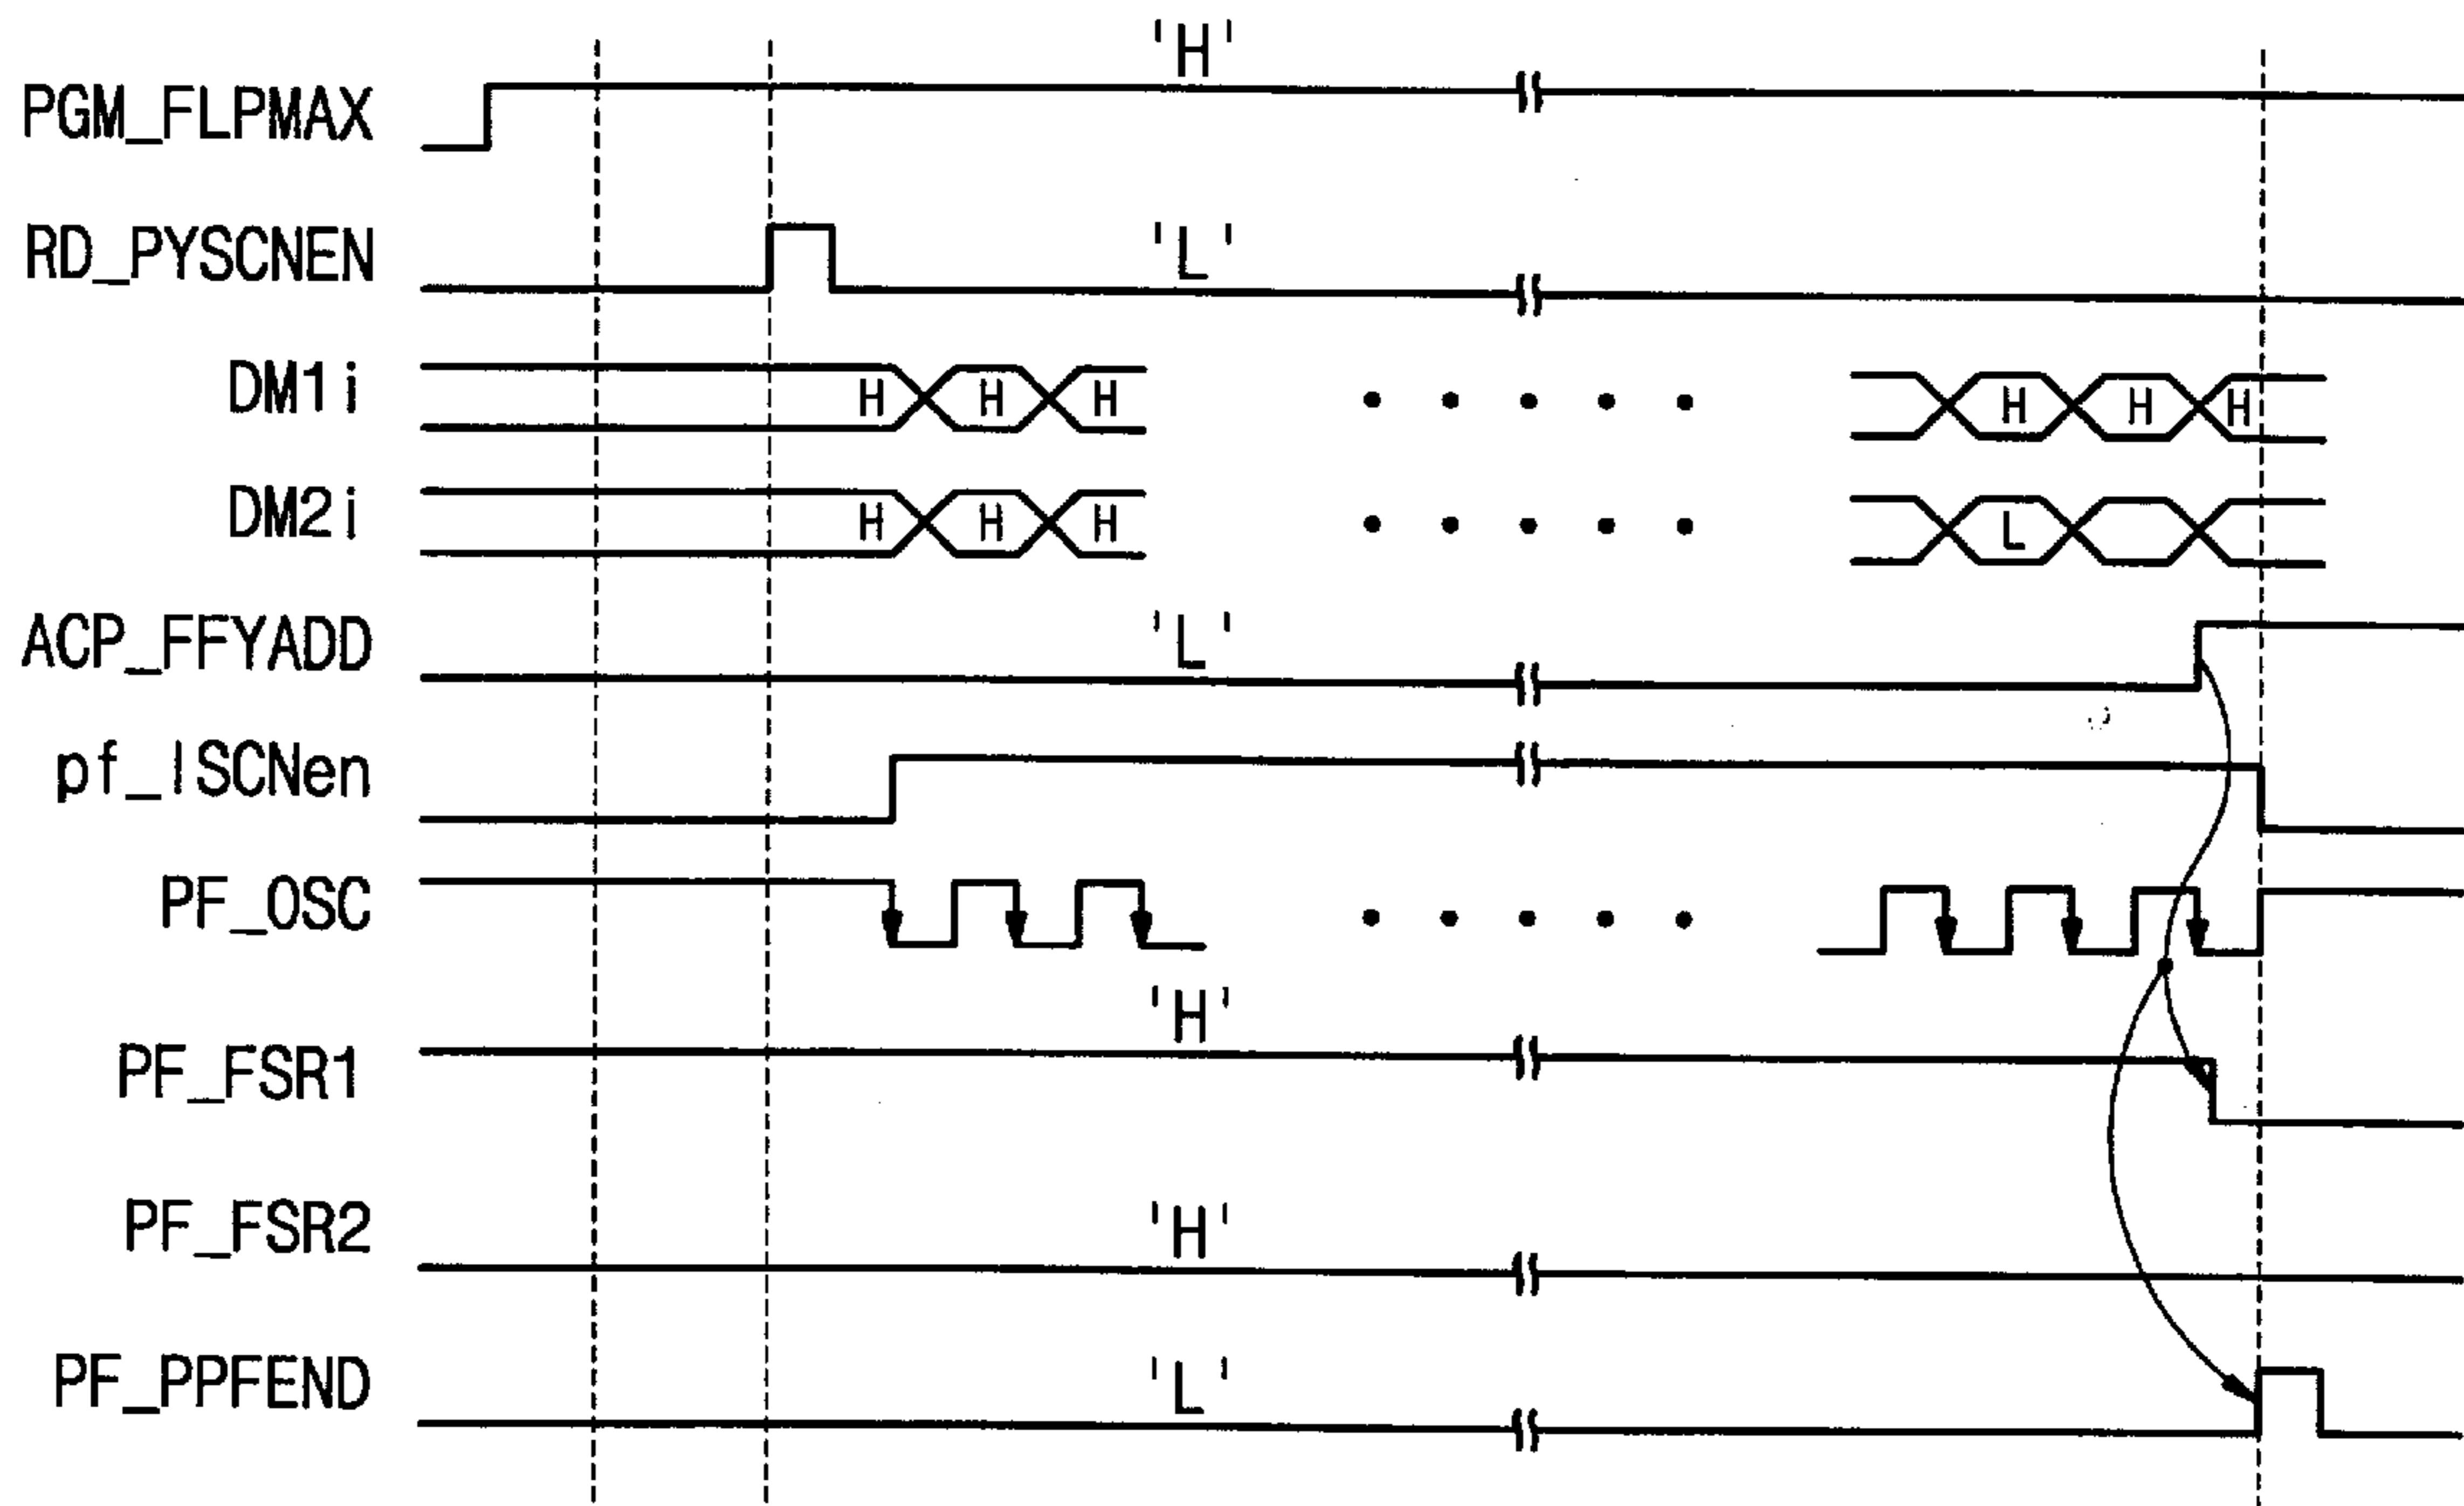 'H'
PGM_FLPMAX
RD_PYSCNEN 'L'
DM1i H H H H H H
DM2i H H H L
ACP_FFYADD 'L'
pf_ISCNen
PF_OSC
'H'
PF_FSR1
PF_FSR2 'H'
PF_PPFEND 'L'